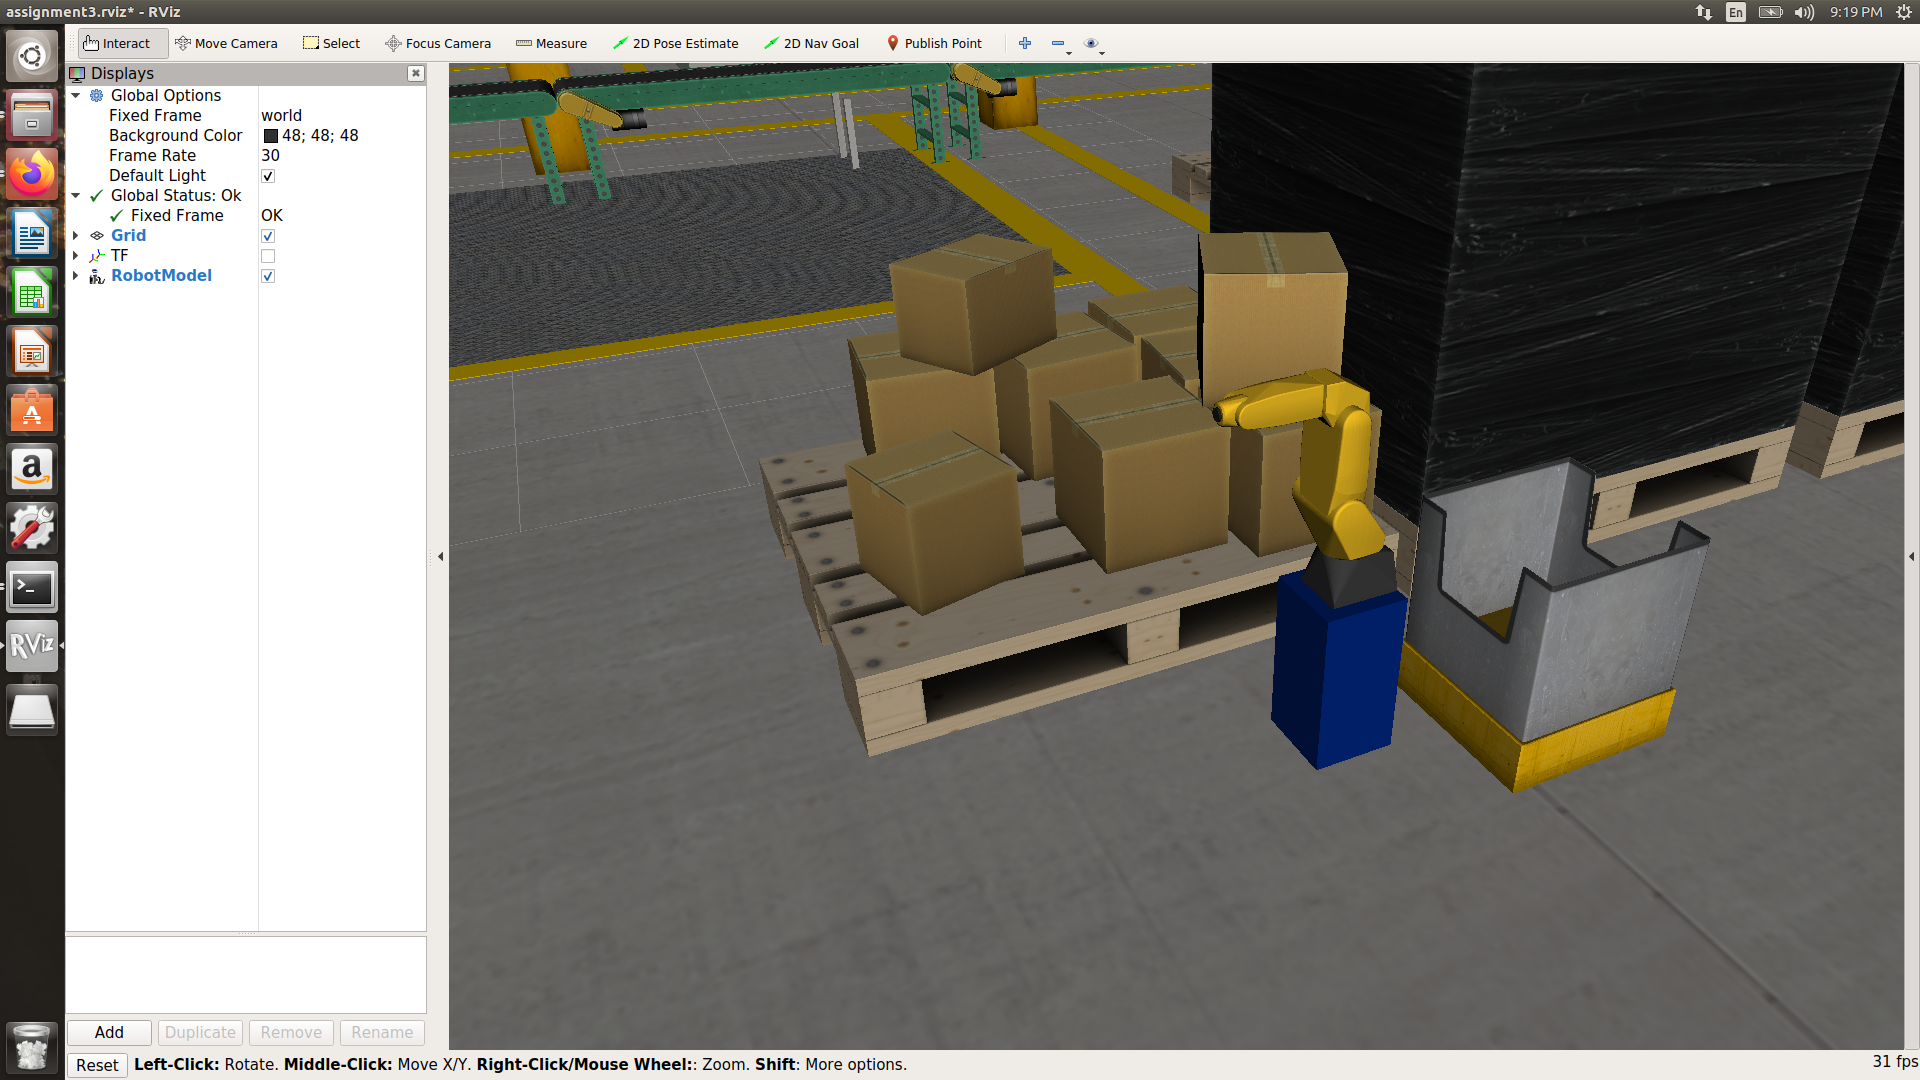 assignment3.rviz* - RViz
En
9:19 PM
Interact
Move Camera
Select
Focus Camera
Measure
2D Pose Estimate
2D Nav Goal
Publish Point
Displays
Global Options
Fixed Frame world
Background Color 48; 48; 48
Frame Rate 30
Default Light
Global Status: Ok
Fixed Frame OK
Grid
TF
RobotModel
a
RViz
Add
Duplicate
Remove
Rename
Reset
Left-Click: Rotate. Middle-Click: Move X/Y. Right-Click/Mouse Wheel:: Zoom. Shift: More options.
31 fps